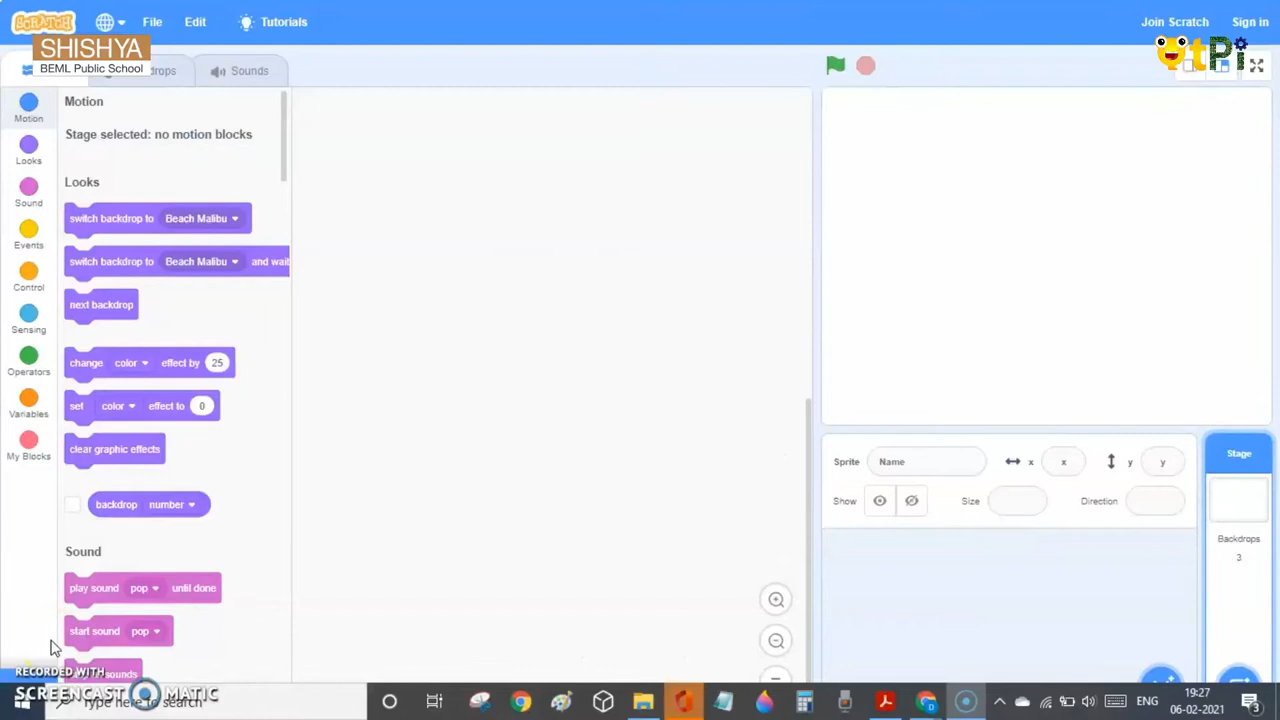 SCRATCH
File
Edit
Tutorials
Join Scratch
Sign in
SHISHYA
BEML Public School
Sounds
Motion
Looks
Sound
Events
Control
Sensing
Operators
Variables
My Blocks
Motion
Stage selected: no motion blocks
Looks
switch backdrop to Beach Malibu
switch backdrop to Beach Malibu and wait
next backdrop
change color effect by 25
set color effect to 0
clear graphic effects
backdrop number
Sound
play sound pop until done
start sound pop
sounds
Sprite Name x x y y
Show Size Direction
Stage
Backdrops
3
RECORDED WITH
SCREENCAST MATIC
Type here to search
ENG
19:27
06-02-2021
3